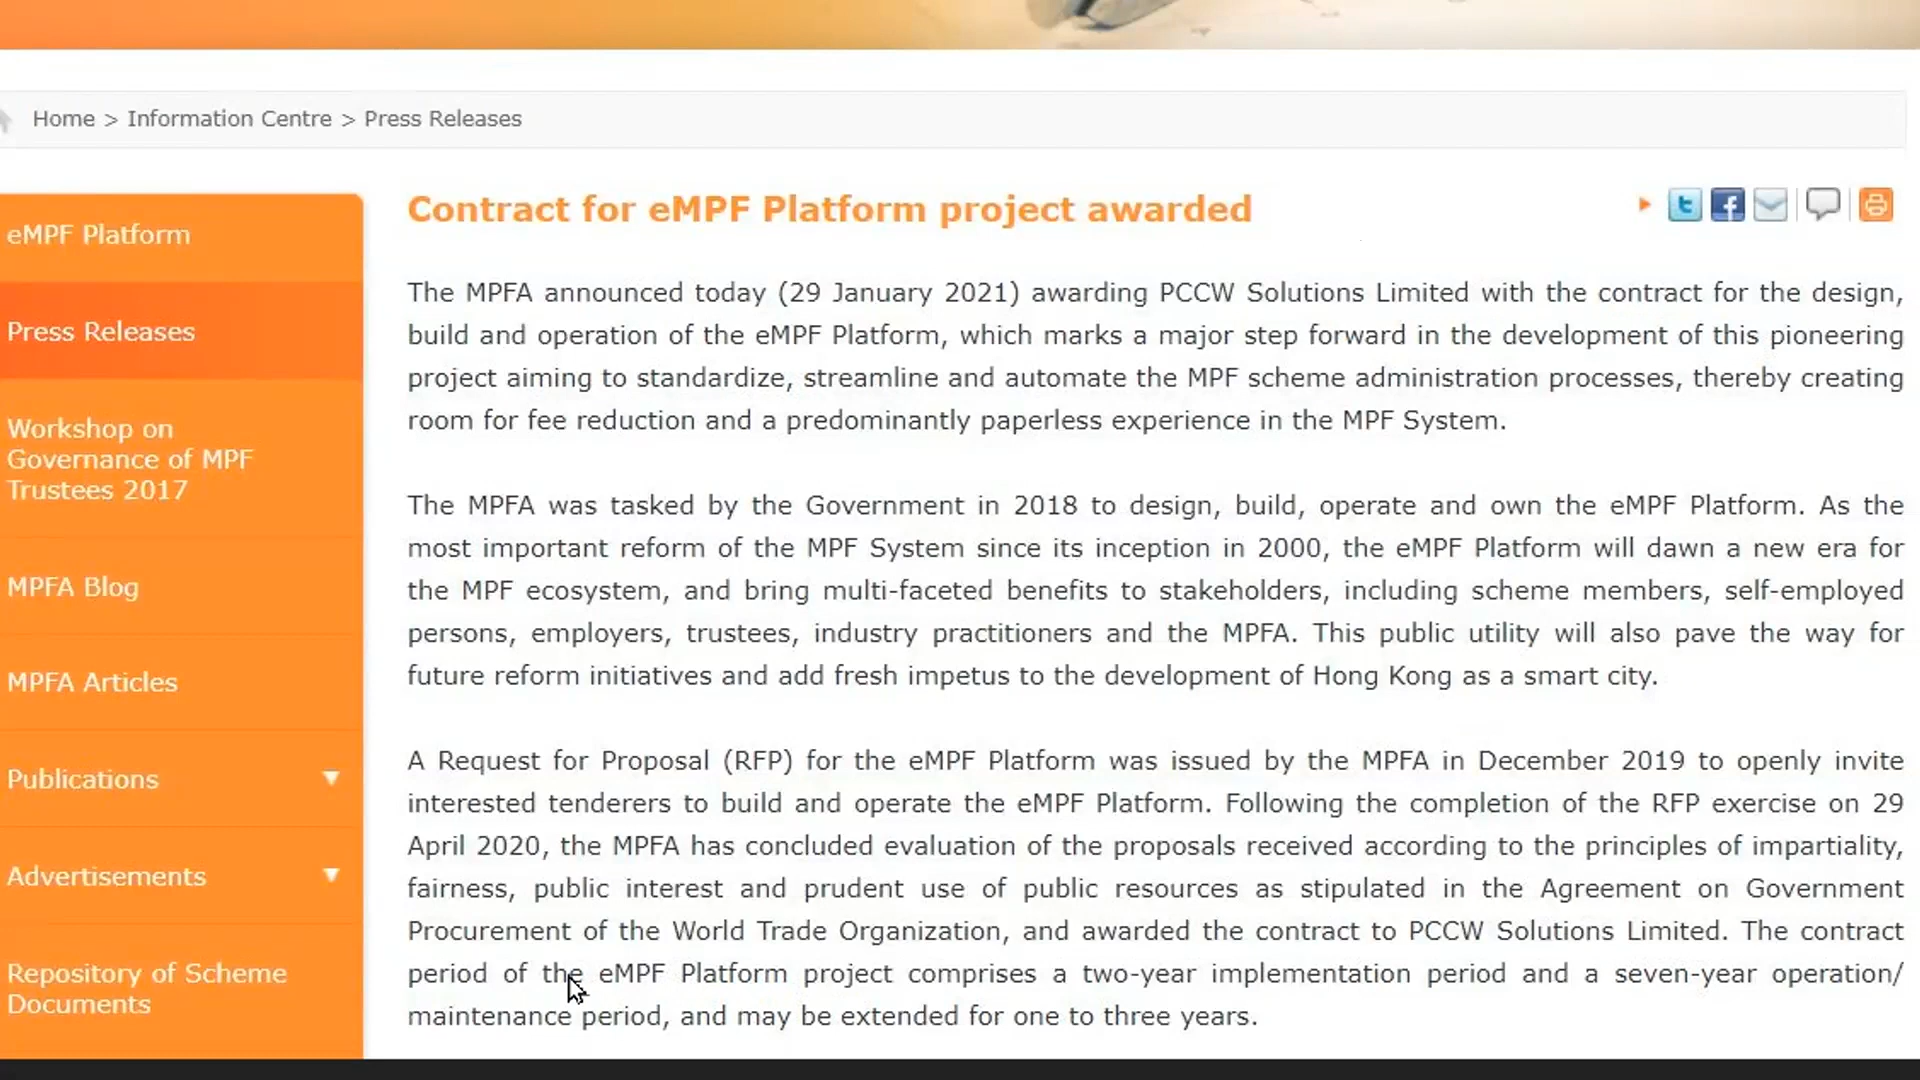 Home > Information Centre > Press Releases
eMPF Platform
Press Releases
Workshop on
Governance of MPF
Trustees 2017
MPFA Blog
MPFA Articles
Publications
Advertisements
Repository of Scheme
Documents
Contract for eMPF Platform project awarded
The MPFA announced today (29 January 2021) awarding PCCW Solutions Limited with the contract for the design,
build and operation of the eMPF Platform, which marks a major step forward in the development of this pioneering
project aiming to standardize, streamline and automate the MPF scheme administration processes, thereby creating
room for fee reduction and a predominantly paperless experience in the MPF System.
The MPFA was tasked by the Government in 2018 to design, build, operate and own the eMPF Platform. As the
most important reform of the MPF System since its inception in 2000, the eMPF Platform will dawn a new era for
the MPF ecosystem, and bring multi-faceted benefits to stakeholders, including scheme members, self-employed
persons, employers, trustees, industry practitioners and the MPFA. This public utility will also pave the way for
future reform initiatives and add fresh impetus to the development of Hong Kong as a smart city.
A Request for Proposal (RFP) for the eMPF Platform was issued by the MPFA in December 2019 to openly invite
interested tenderers to build and operate the eMPF Platform. Following the completion of the RFP exercise on 29
April 2020, the MPFA has concluded evaluation of the proposals received according to the principles of impartiality,
fairness, public interest and prudent use of public resources as stipulated in the Agreement on Government
Procurement of the World Trade Organization, and awarded the contract to PCCW Solutions Limited. The contract
period of the eMPF Platform project comprises a two-year implementation period and a seven-year operation/
maintenance period, and may be extended for one to three years.